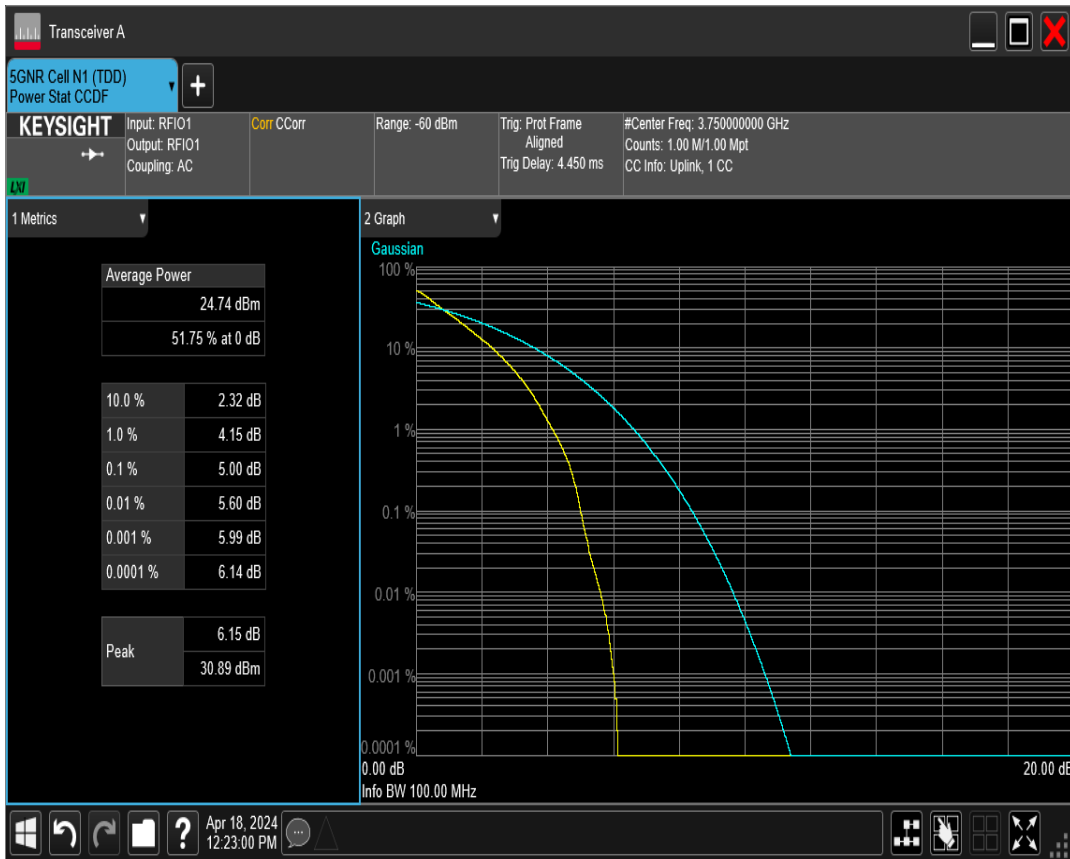 Transceiver A
5GNR Cell N1 (TDD)
Power Stat CCDF
+
KEYSIGHT
LXI
Input: RFIO1
Output: RFIO1
Coupling: AC
Corr CCorr
Range: -60 dBm
Trig: Prot Frame
Aligned
Trig Delay: 4.450 ms
#Center Freq: 3.750000000 GHz
Counts: 1.00 M/1.00 Mpt
CC Info: Uplink, 1 CC
1 Metrics
Average Power
24.74 dBm
51.75 % at 0 dB
10.0 % 2.32 dB
1.0 % 4.15 dB
0.1 % 5.00 dB
0.01 % 5.60 dB
0.001 % 5.99 dB
0.0001 % 6.14 dB
Peak
6.15 dB
30.89 dBm
2 Graph
Gaussian
100 %
10 %
1 %
0.1 %
0.01 %
0.001 %
0.0001 %
0.00 dB 20.00 dB
Info BW 100.00 MHz
?
Apr 18, 2024
12:23:00 PM